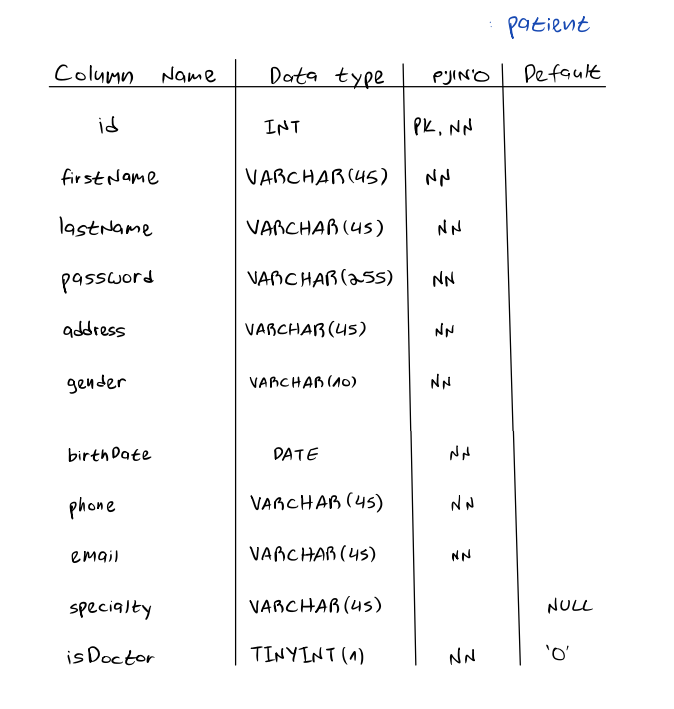 : patient
Column Name Data type מאפיינים Default
id INT PK, NN
firstName VARCHAR(45) NN
lastName VARCHAR(45) NN
password VARCHAR(255) NN
address VARCHAR(45) NN
gender VARCHAR(10) NN
birthDate DATE NN
phone VARCHAR(45) NN
email VARCHAR(45) NN
specialty VARCHAR(45) NULL
isDoctor TINYINT(1) NN '0'